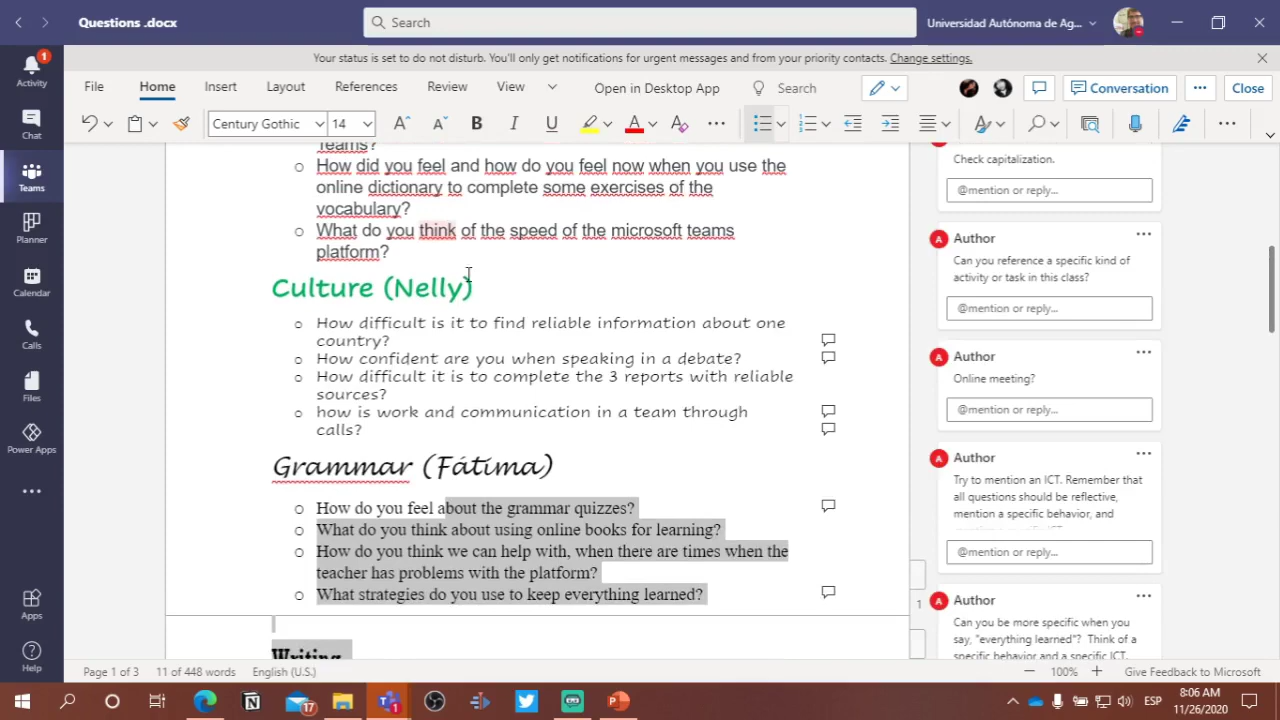 Questions .docx
Search
Universidad Autónoma de Ag...
Your status is set to do not disturb. You'll only get notifications for urgent messages and from your priority contacts. Change settings.
File Home Insert Layout References Review View Open in Desktop App Search Conversation ... Close
Century Gothic 14
Activity
1
Chat
Teams
Planner
Calendar
Calls
Files
Power Apps
Apps
Help
Teams?
How did you feel and how do you feel now when you use the
online dictionary to complete some exercises of the
vocabulary?
What do you think of the speed of the microsoft teams
platform?
Culture (Nelly)
How difficult is it to find reliable information about one
country?
How confident are you when speaking in a debate?
How difficult it is to complete the 3 reports with reliable
sources?
how is work and communication in a team through
calls?
Grammar (Fátima)
How do you feel about the grammar quizzes?
What do you think about using online books for learning?
How do you think we can help with, when there are times when the
teacher has problems with the platform?
What strategies do you use to keep everything learned?
Writing
Check capitalization.
@mention or reply...
A Author
Can you reference a specific kind of
activity or task in this class?
@mention or reply...
A Author
Online meeting?
@mention or reply...
A Author
Try to mention an ICT. Remember that
all questions should be reflective,
mention a specific behavior, and
@mention or reply...
1
A Author
Can you be more specific when you
say, "everything learned"? Think of a
specific behavior and a specific ICT.
Page 1 of 3 11 of 448 words English (U.S.) 100% Give Feedback to Microsoft
17 1 ESP 8:06 AM
11/26/2020